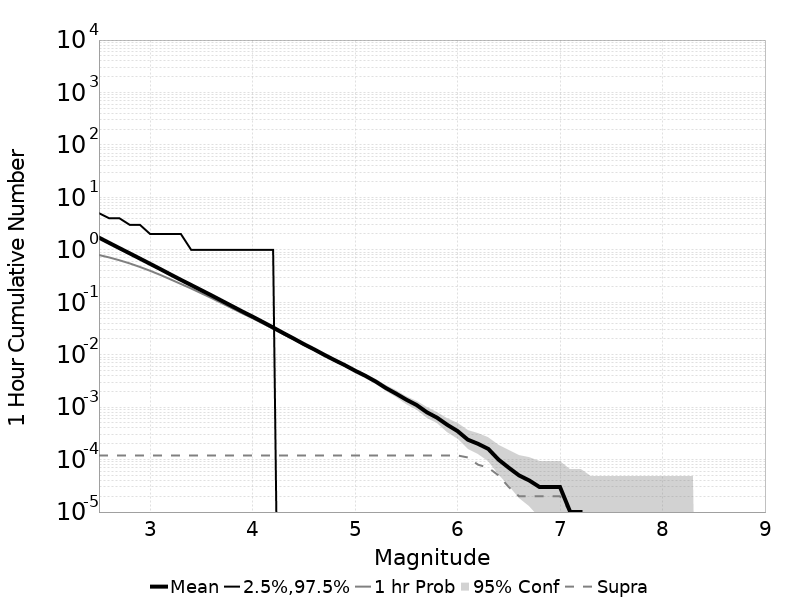 10^4
10^3
10^2
10^1
10^0
10^-1
10^-2
10^-3
10^-4
10^-5
1 Hour Cumulative Number
3 4 5 6 7 8 9
Magnitude
Mean 2.5%,97.5% 1 hr Prob 95% Conf Supra